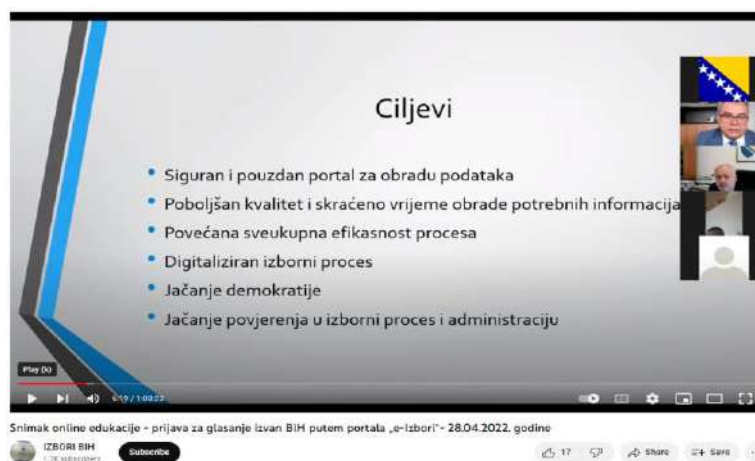 Ciljevi
Siguran i pouzdan portal za obradu podataka
Poboljšan kvalitet i skraćeno vrijeme obrade potrebnih informacija
Povećana sveukupna efikasnost procesa
Digitaliziran izborni proces
Jačanje demokratije
Jačanje povjerenja u izborni proces i administraciju
Play (k)
Snimak online edukacije - prijava za glasanje izvan BiH putem portala „e-Izbori“- 28.04.2022. godine
IZBORI BIH
Subscribe
17
Share
Save